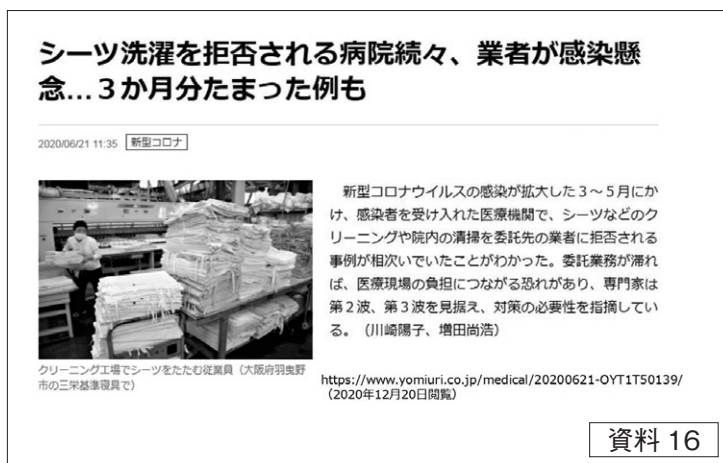 シーツ洗濯を拒否される病院続々、業者が感染懸
念…３か月分たまった例も
2020/06/21 11:35 新型コロナ
新型コロナウイルスの感染が拡大した３～５月にか
け、感染者を受け入れた医療機関で、シーツなどのク
リーニングや院内の清掃を委託先の業者に拒否される
事例が相次いでいたことがわかった。委託業務が滞れ
ば、医療現場の負担につながる恐れがあり、専門家は
第２波、第３波を見据え、対策の必要性を指摘してい
る。（川崎陽子、増田尚浩）
クリーニング工場でシーツをたたむ従業員（大阪府羽曳野
市の三栄基準寝具で）
https://www.yomiuri.co.jp/medical/20200621-OYT1T50139/
（2020年12月20日閲覧）
資料 16